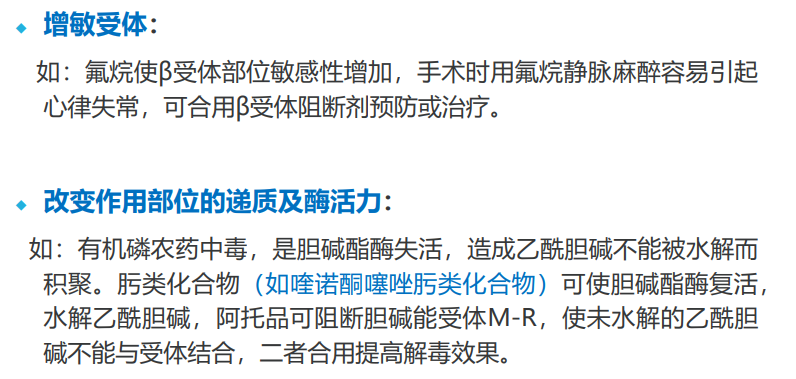 增敏受体：
如：氟烷使β受体部位敏感性增加，手术时用氟烷静脉麻醉容易引起
心律失常，可合用β受体阻断剂预防或治疗。
改变作用部位的递质及酶活力：
如：有机磷农药中毒，是胆碱酯酶失活，造成乙酰胆碱不能被水解而
积聚。肟类化合物（如喹诺酮噻唑肟类化合物）可使胆碱酯酶复活，
水解乙酰胆碱，阿托品可阻断胆碱能受体M-R，使未水解的乙酰胆
碱不能与受体结合，二者合用提高解毒效果。